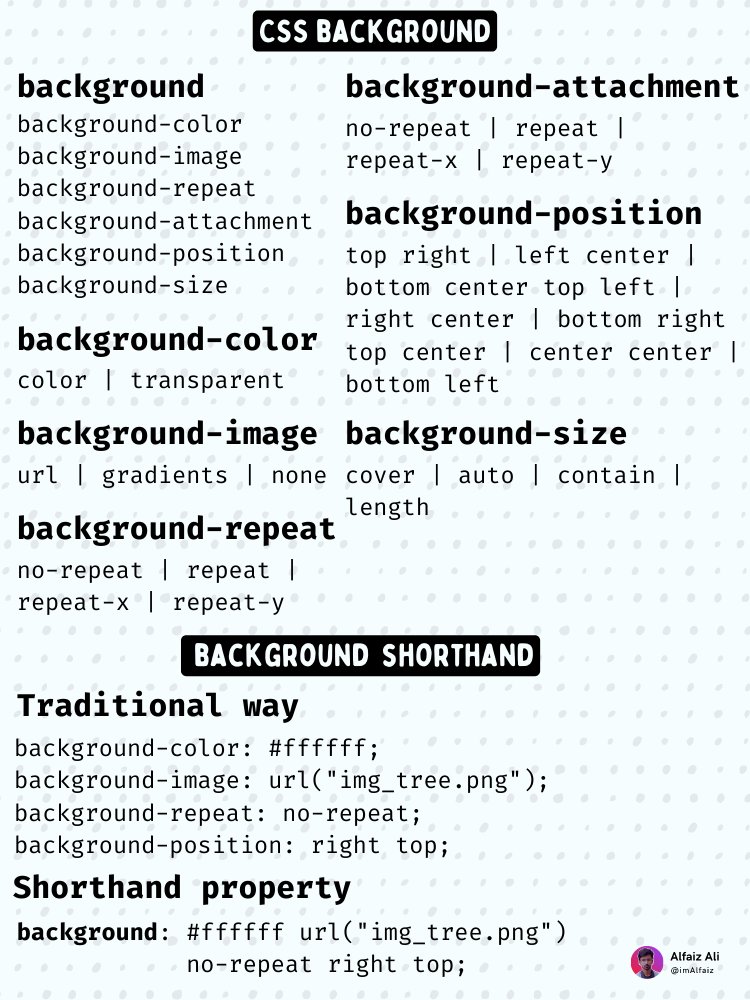 CSS BACKGROUND
background
background-color
background-image
background-repeat
background-attachment
background-position
background-size
background-color
color | transparent
background-image
url | gradients | none
background-repeat
no-repeat | repeat |
repeat-x | repeat-y
background-attachment
no-repeat | repeat |
repeat-x | repeat-y
background-position
top right | left center |
bottom center top left |
right center | bottom right
top center | center center |
bottom left
background-size
cover | auto | contain |
length
BACKGROUND SHORTHAND
Traditional way
background-color: #ffffff;
background-image: url("img_tree.png");
background-repeat: no-repeat;
background-position: right top;
Shorthand property
background: #ffffff url("img_tree.png")
no-repeat right top;
Alfaiz Ali
@imAlfaiz